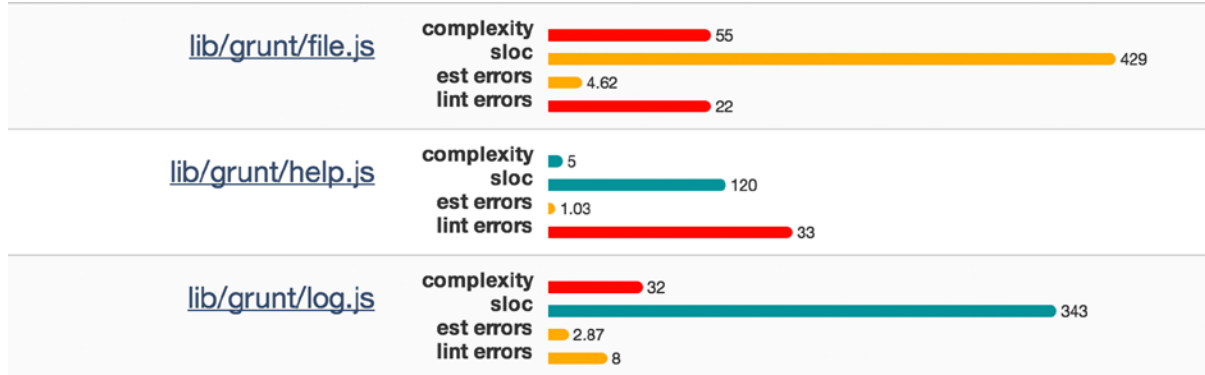 complexity 55
lib/grunt/file.js
sloc 429
est errors 4.62
lint errors 22
complexity 5
lib/grunt/help.js
sloc 120
est errors 1.03
lint errors 33
complexity 32
lib/grunt/log.js
sloc 343
est errors 2.87
lint errors 8